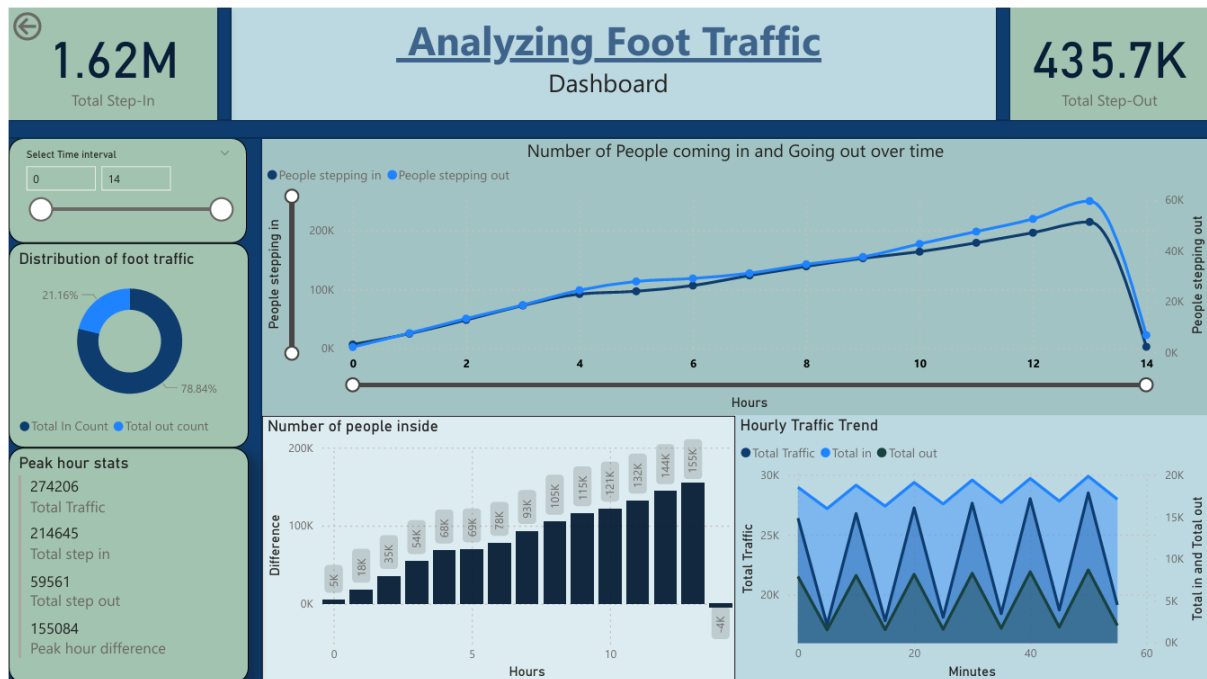 1.62M
Total Step-In
Analyzing Foot Traffic
Dashboard
435.7K
Total Step-Out
Select Time interval
0 14
Distribution of foot traffic
21.16%
78.84%
Total In Count Total out count
Peak hour stats
274206
Total Traffic
214645
Total step in
59561
Total step out
155084
Peak hour difference
Number of People coming in and Going out over time
People stepping in People stepping out
People stepping in
200K
100K
0K
60K
40K
20K
0K
People stepping out
0 2 4 6 8 10 12 14
Hours
Number of people inside
Difference
200K
100K
0K
5K 18K 35K 54K 68K 69K 78K 93K 105K 115K 121K 132K 144K 155K -4K
0 5 10
Hours
Hourly Traffic Trend
Total Traffic Total in Total out
Total Traffic
30K
25K
20K
20K
15K
10K
5K
0K
Total in and Total out
0 20 40 60
Minutes